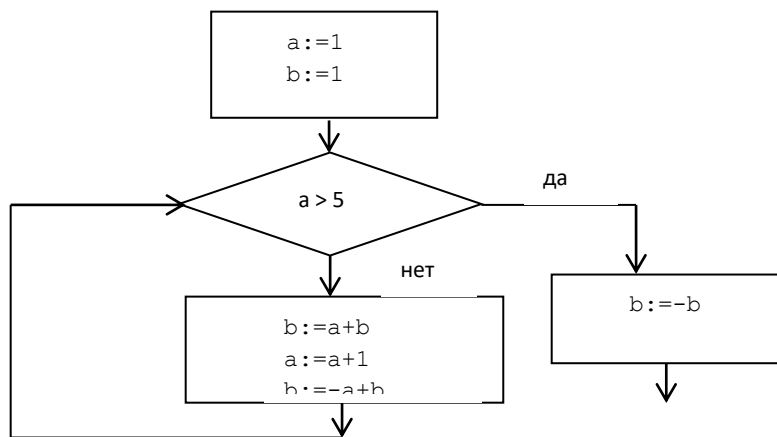 a:=1
b:=1
a > 5
да
нет
b:=a+b
a:=a+1
b:=-a+b
b:=-b